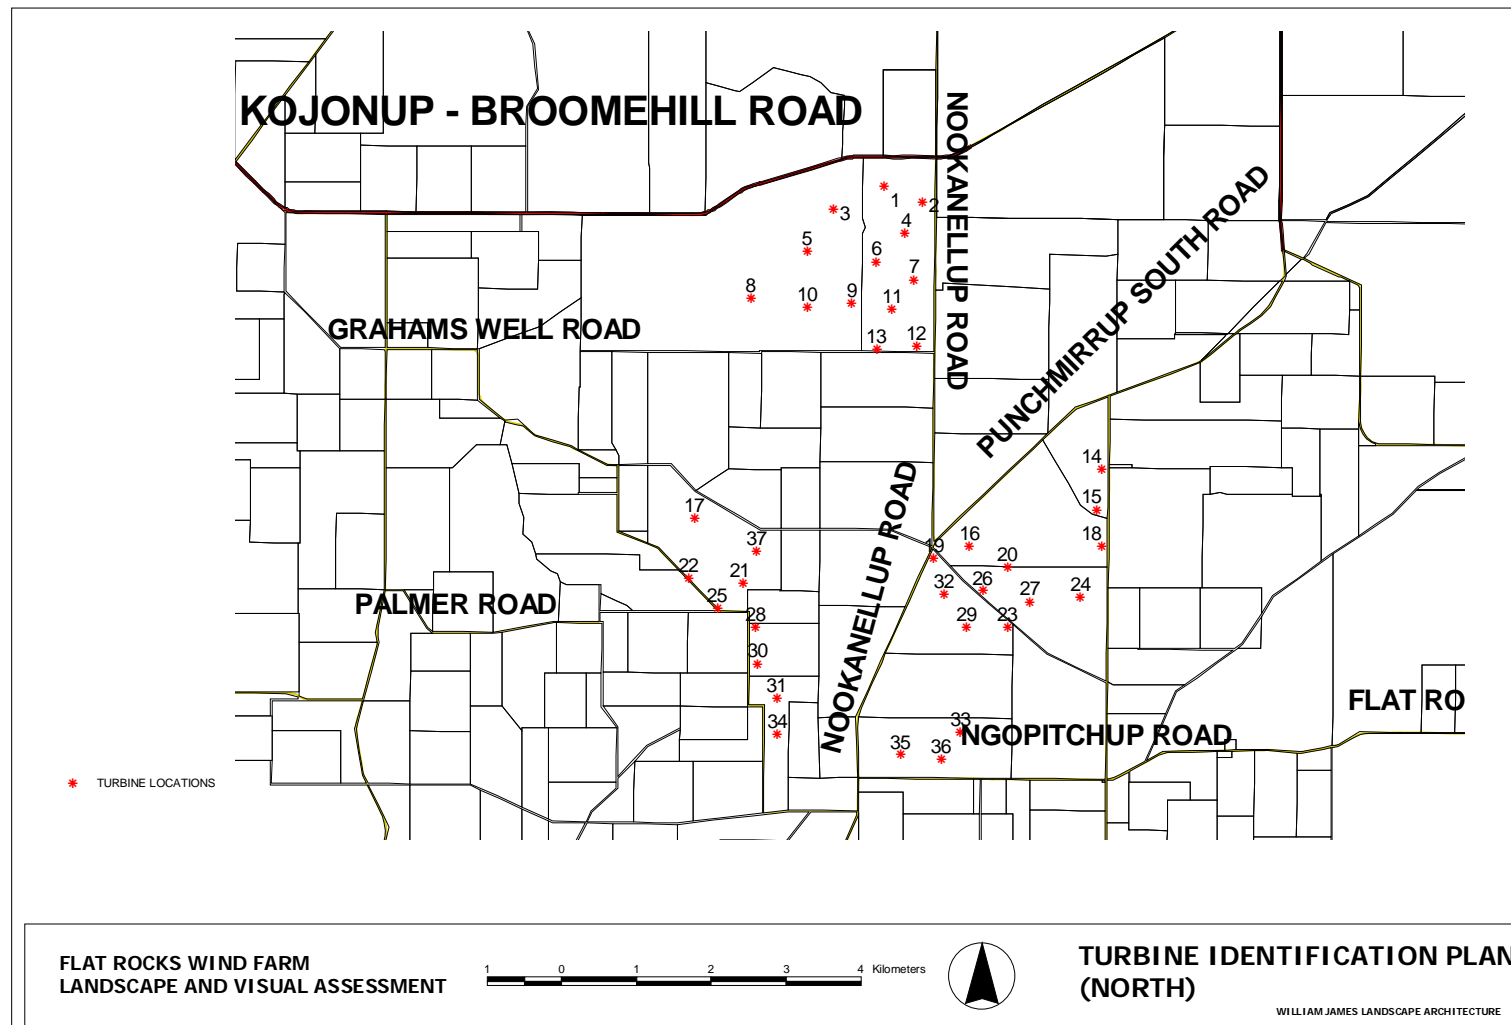 KOJONUP - BROOMEHILL ROAD
NOOKANELLUP ROAD
PUNCHMIRRUP SOUTH ROAD
1
2
3
4
5
6
7
8
10
9
11
GRAHAMS WELL ROAD
13
12
14
15
17
16
18
37
19
20
22
21
32
26
27
24
PALMER ROAD
25
28
29
23
NOOKANELLUP ROAD
30
31
FLAT RO
34
33
NGOPITCHUP ROAD
35
36
TURBINE LOCATIONS
FLAT ROCKS WIND FARM
LANDSCAPE AND VISUAL ASSESSMENT
1 0 1 2 3 4 Kilometers
TURBINE IDENTIFICATION PLAN
(NORTH)
WILLIAM JAMES LANDSCAPE ARCHITECTURE